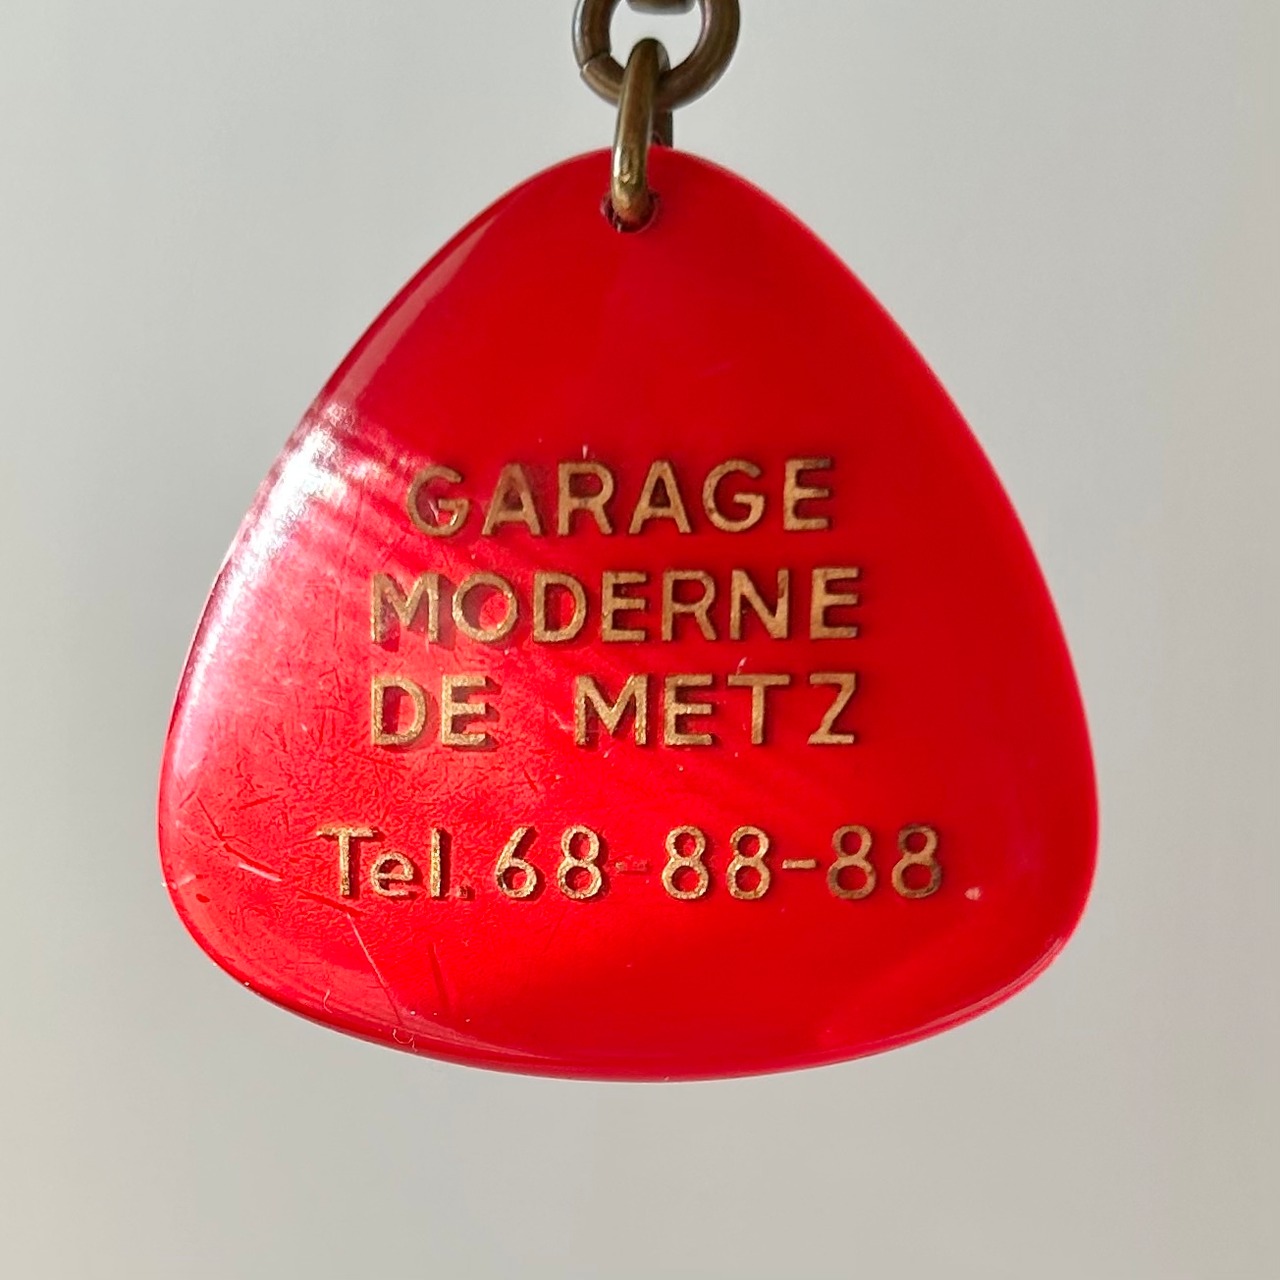 GARAGE
MODERNE
DE METZ
Tel. 68-88-88